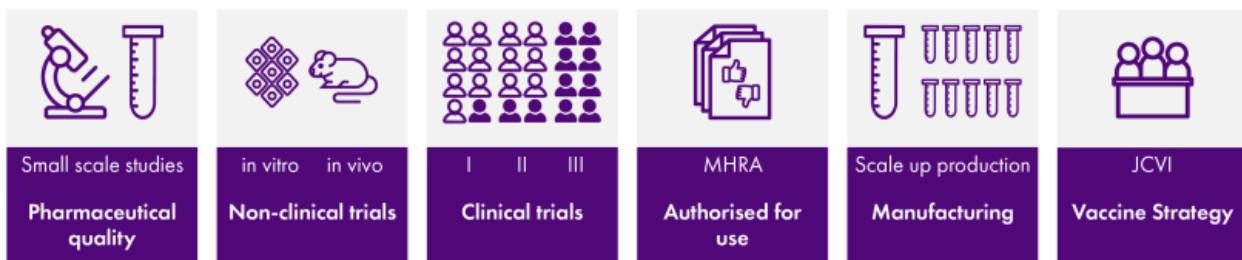 Small scale studies
Pharmaceutical
quality
in vitro in vivo
Non-clinical trials
I II III
Clinical trials
MHRA
Authorised for
use
Scale up production
Manufacturing
JCVI
Vaccine Strategy